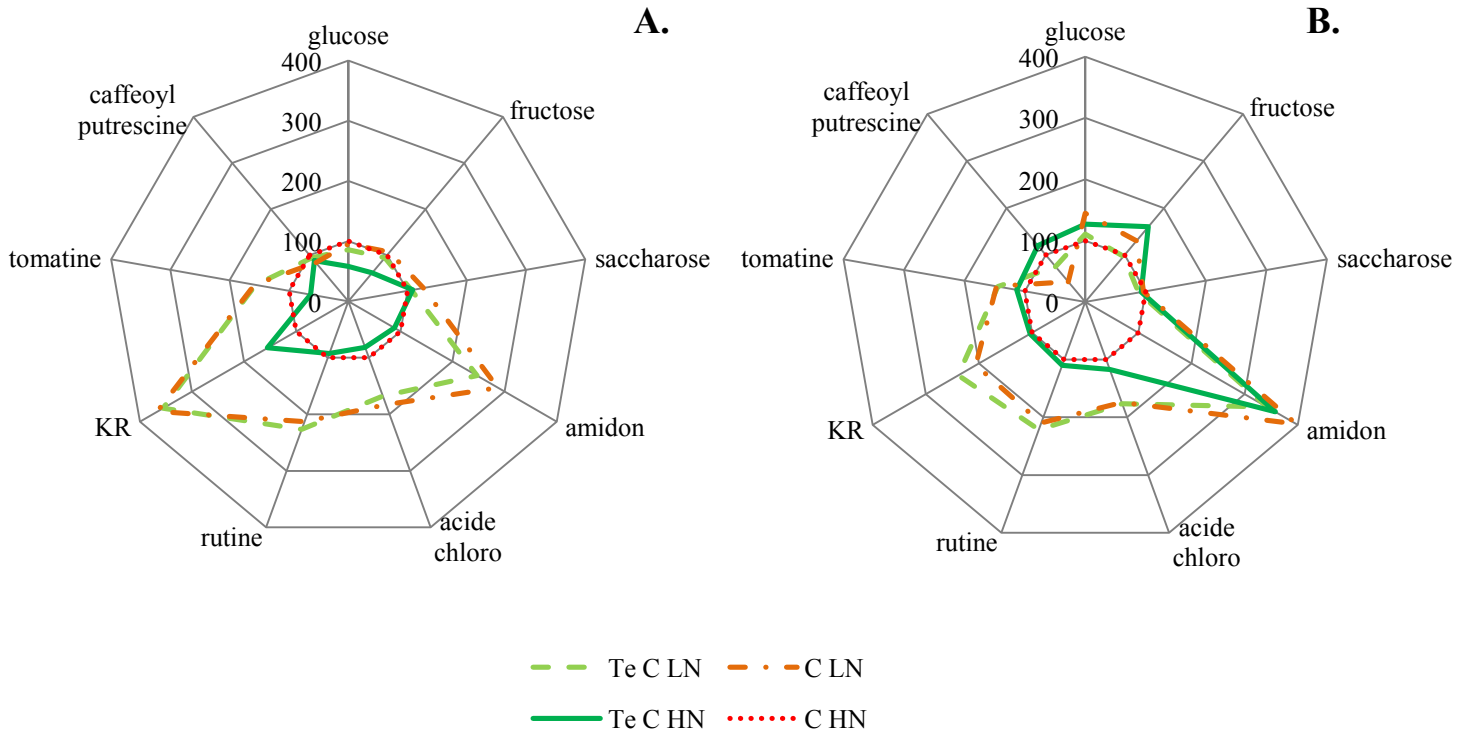 A.
glucose
400
300
200
100
0
fructose
saccharose
amidon
acide
chloro
rutine
KR
tomatine
caffeoyl
putrescine
B.
glucose
400
300
200
100
0
fructose
saccharose
amidon
acide
chloro
rutine
KR
tomatine
caffeoyl
putrescine
Te C LN
C LN
Te C HN
C HN